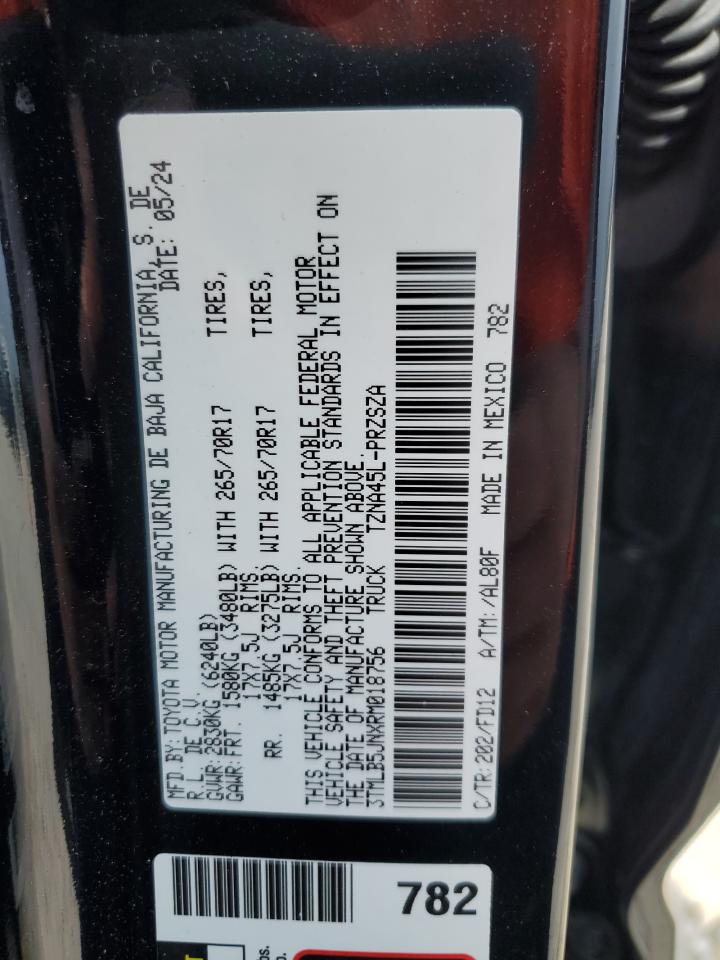 MFD.BY:TOYOTA MOTOR MANUFACTURING DE BAJA CALIFORNIA, S. DE
R.L. DE C.V. DATE: 05/24
GVWR:2830KG (6240LB)
GAWR:FRT. 1580KG (3480LB) WITH 265/70R17 TIRES,
17X7.5J RIMS.
RR. 1485KG (3275LB) WITH 265/70R17 TIRES,
17X7.5J RIMS.
THIS VEHICLE CONFORMS TO ALL APPLICABLE FEDERAL MOTOR
VEHICLE SAFETY AND THEFT PREVENTION STANDARDS IN EFFECT ON
THE DATE OF MANUFACTURE SHOWN ABOVE.
3TMLB5JNXRM018756 TRUCK TZNA45L-PRZSZA
C/TR:202/FD12 A/TM:/AL80F MADE IN MEXICO 782
782